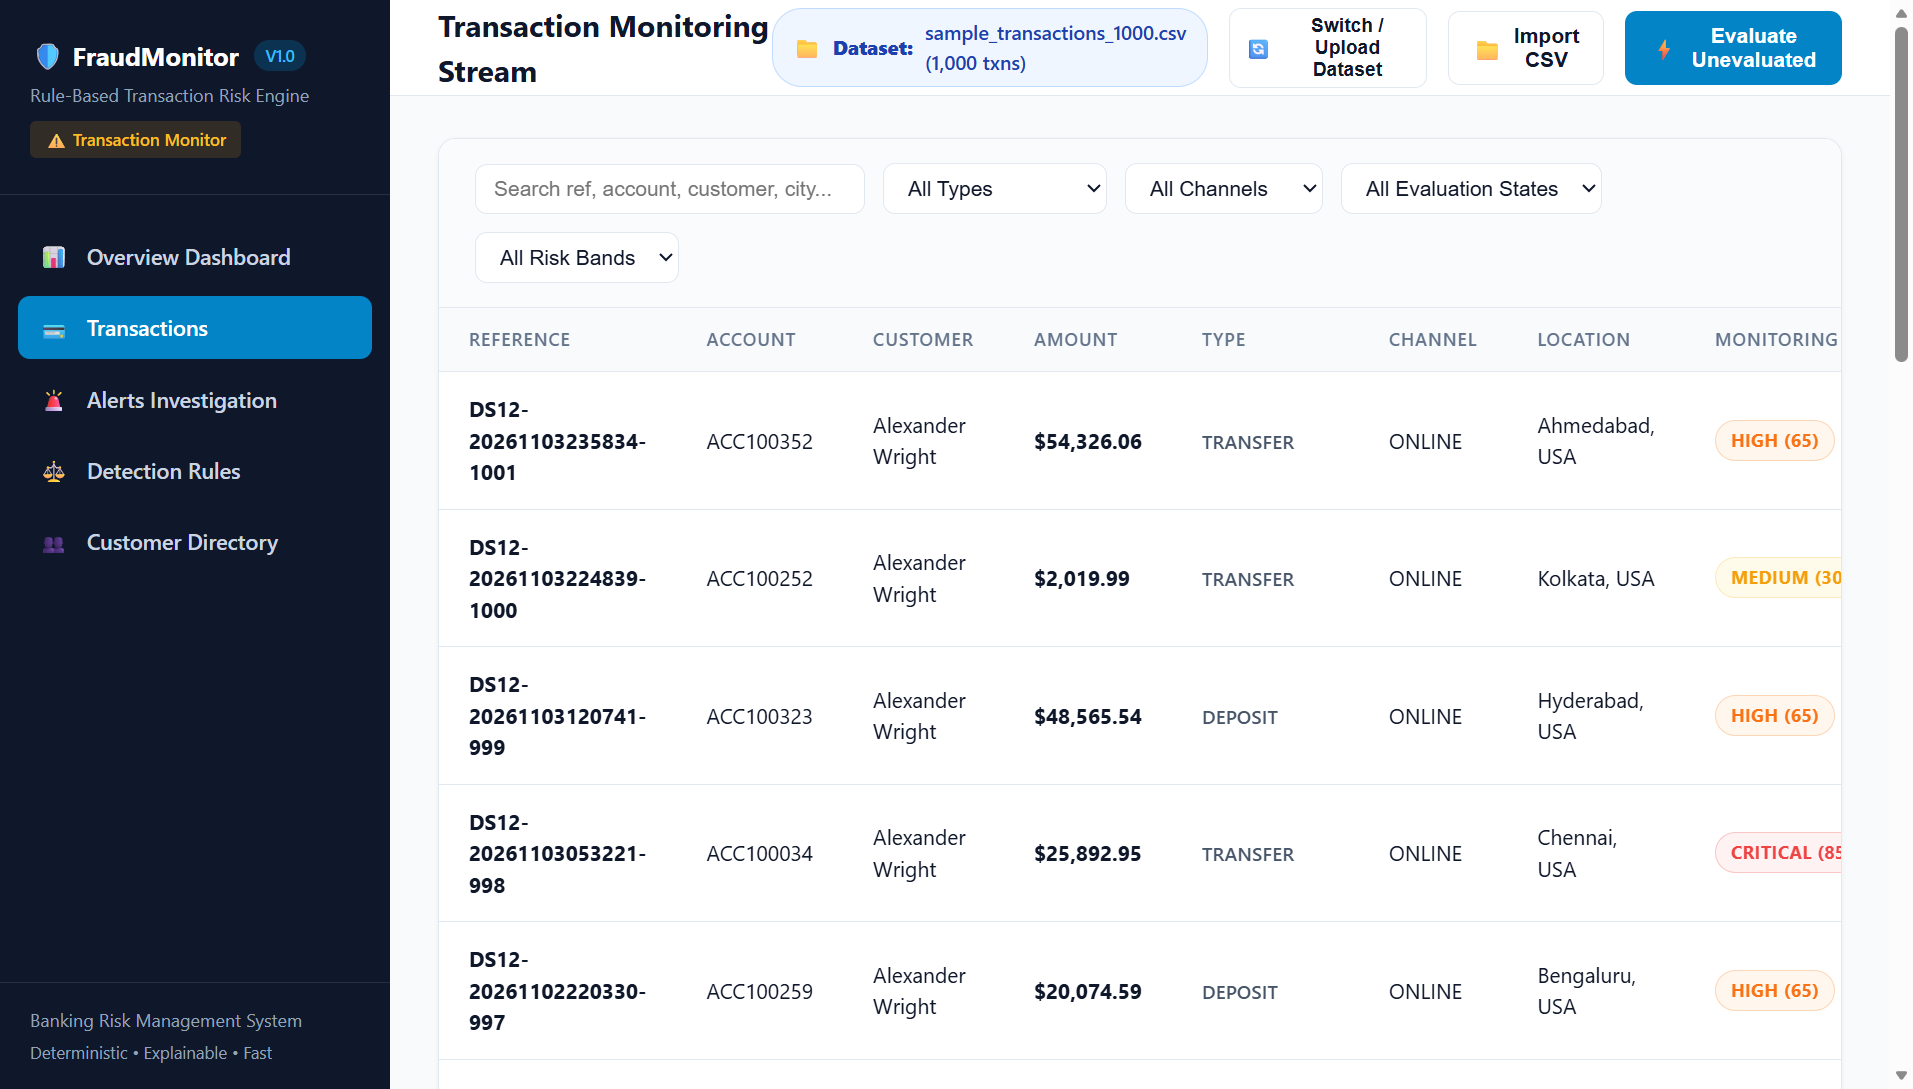 FraudMonitor V1.0
Rule-Based Transaction Risk Engine
Transaction Monitor
Overview Dashboard
Transactions
Alerts Investigation
Detection Rules
Customer Directory
Banking Risk Management System
Deterministic • Explainable • Fast
Transaction Monitoring
Stream
Dataset: sample_transactions_1000.csv
(1,000 txns)
Switch /
Upload
Dataset
Import
CSV
Evaluate
Unevaluated
Search ref, account, customer, city...
All Types
All Channels
All Evaluation States
All Risk Bands
REFERENCE ACCOUNT CUSTOMER AMOUNT TYPE CHANNEL LOCATION MONITORING
DS12-
20261103235834-
1001
ACC100352
Alexander
Wright
$54,326.06
TRANSFER
ONLINE
Ahmedabad,
USA
HIGH (65)
DS12-
20261103224839-
1000
ACC100252
Alexander
Wright
$2,019.99
TRANSFER
ONLINE
Kolkata, USA
MEDIUM (30
DS12-
20261103120741-
999
ACC100323
Alexander
Wright
$48,565.54
DEPOSIT
ONLINE
Hyderabad,
USA
HIGH (65)
DS12-
20261103053221-
998
ACC100034
Alexander
Wright
$25,892.95
TRANSFER
ONLINE
Chennai,
USA
CRITICAL (85
DS12-
20261102220330-
997
ACC100259
Alexander
Wright
$20,074.59
DEPOSIT
ONLINE
Bengaluru,
USA
HIGH (65)